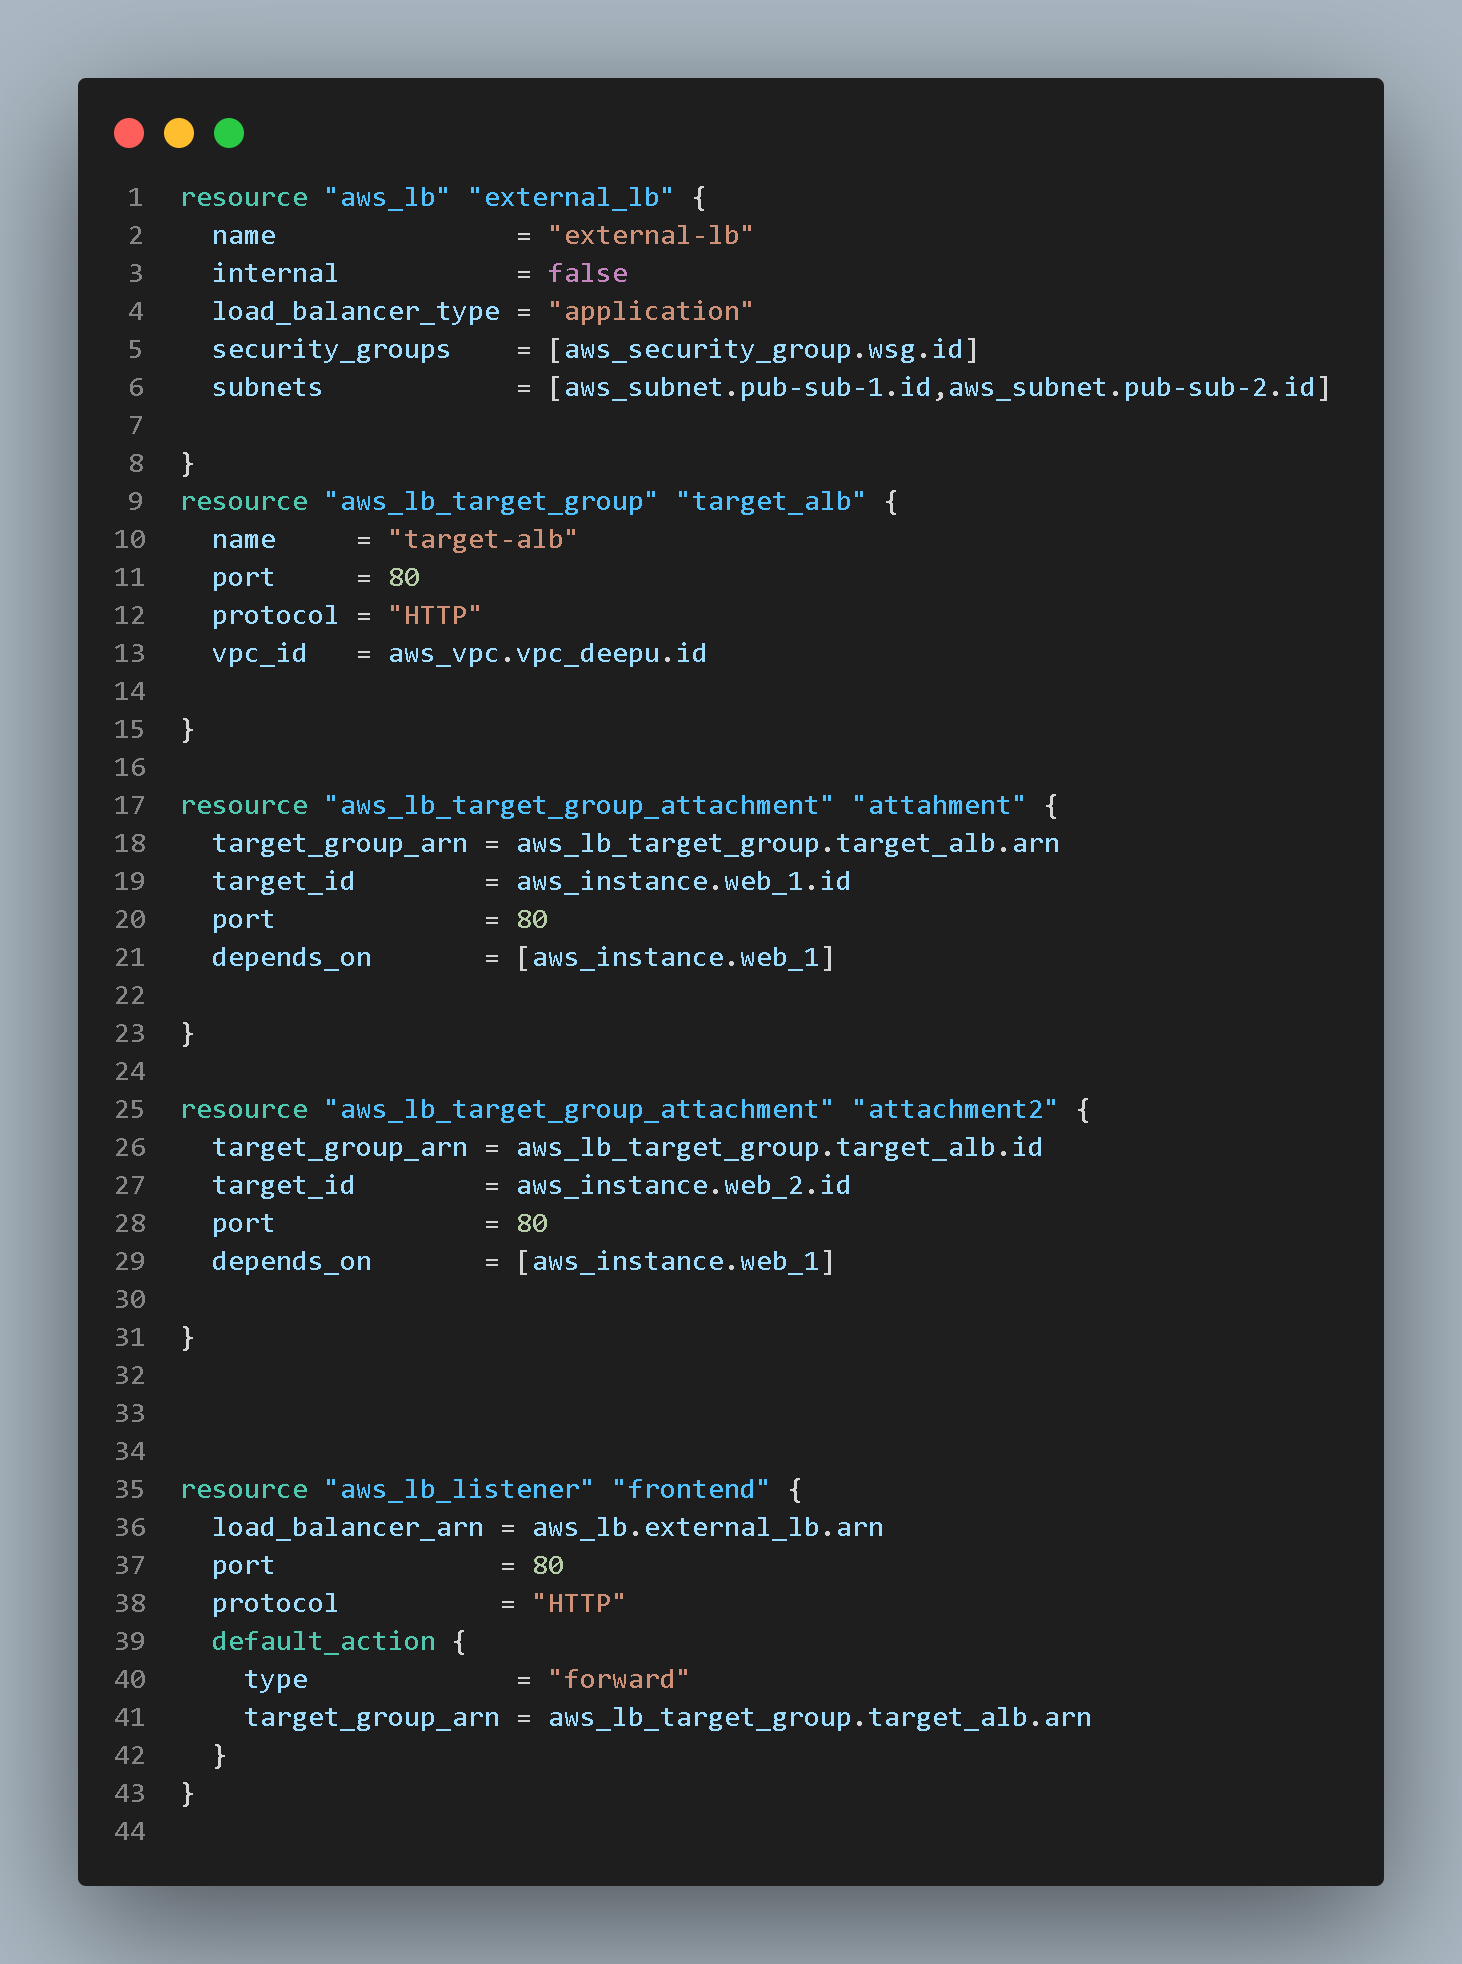 1 resource "aws_lb" "external_lb" {
2   name               = "external-lb"
3   internal           = false
4   load_balancer_type = "application"
5   security_groups    = [aws_security_group.wsg.id]
6   subnets            = [aws_subnet.pub-sub-1.id,aws_subnet.pub-sub-2.id]
7
8 }
9 resource "aws_lb_target_group" "target_alb" {
10   name     = "target-alb"
11   port     = 80
12   protocol = "HTTP"
13   vpc_id   = aws_vpc.vpc_deepu.id
14
15 }
16
17 resource "aws_lb_target_group_attachment" "attahment" {
18   target_group_arn = aws_lb_target_group.target_alb.arn
19   target_id        = aws_instance.web_1.id
20   port             = 80
21   depends_on       = [aws_instance.web_1]
22
23 }
24
25 resource "aws_lb_target_group_attachment" "attachment2" {
26   target_group_arn = aws_lb_target_group.target_alb.id
27   target_id        = aws_instance.web_2.id
28   port             = 80
29   depends_on       = [aws_instance.web_1]
30
31 }
32
33
34
35 resource "aws_lb_listener" "frontend" {
36   load_balancer_arn = aws_lb.external_lb.arn
37   port              = 80
38   protocol          = "HTTP"
39   default_action {
40     type             = "forward"
41     target_group_arn = aws_lb_target_group.target_alb.arn
42   }
43 }
44